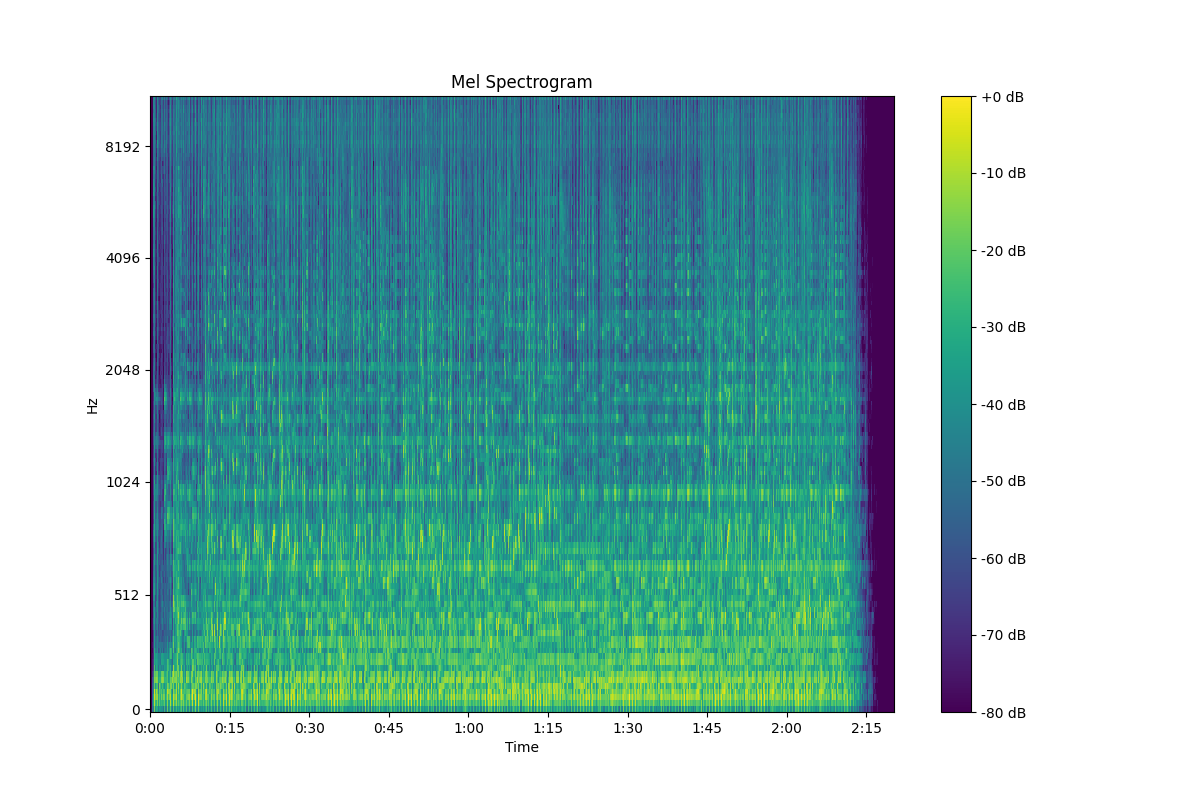 Mel Spectrogram
Hz
8192
4096
2048
1024
512
0
0:00 0:15 0:30 0:45 1:00 1:15 1:30 1:45 2:00 2:15
Time
+0 dB
-10 dB
-20 dB
-30 dB
-40 dB
-50 dB
-60 dB
-70 dB
-80 dB